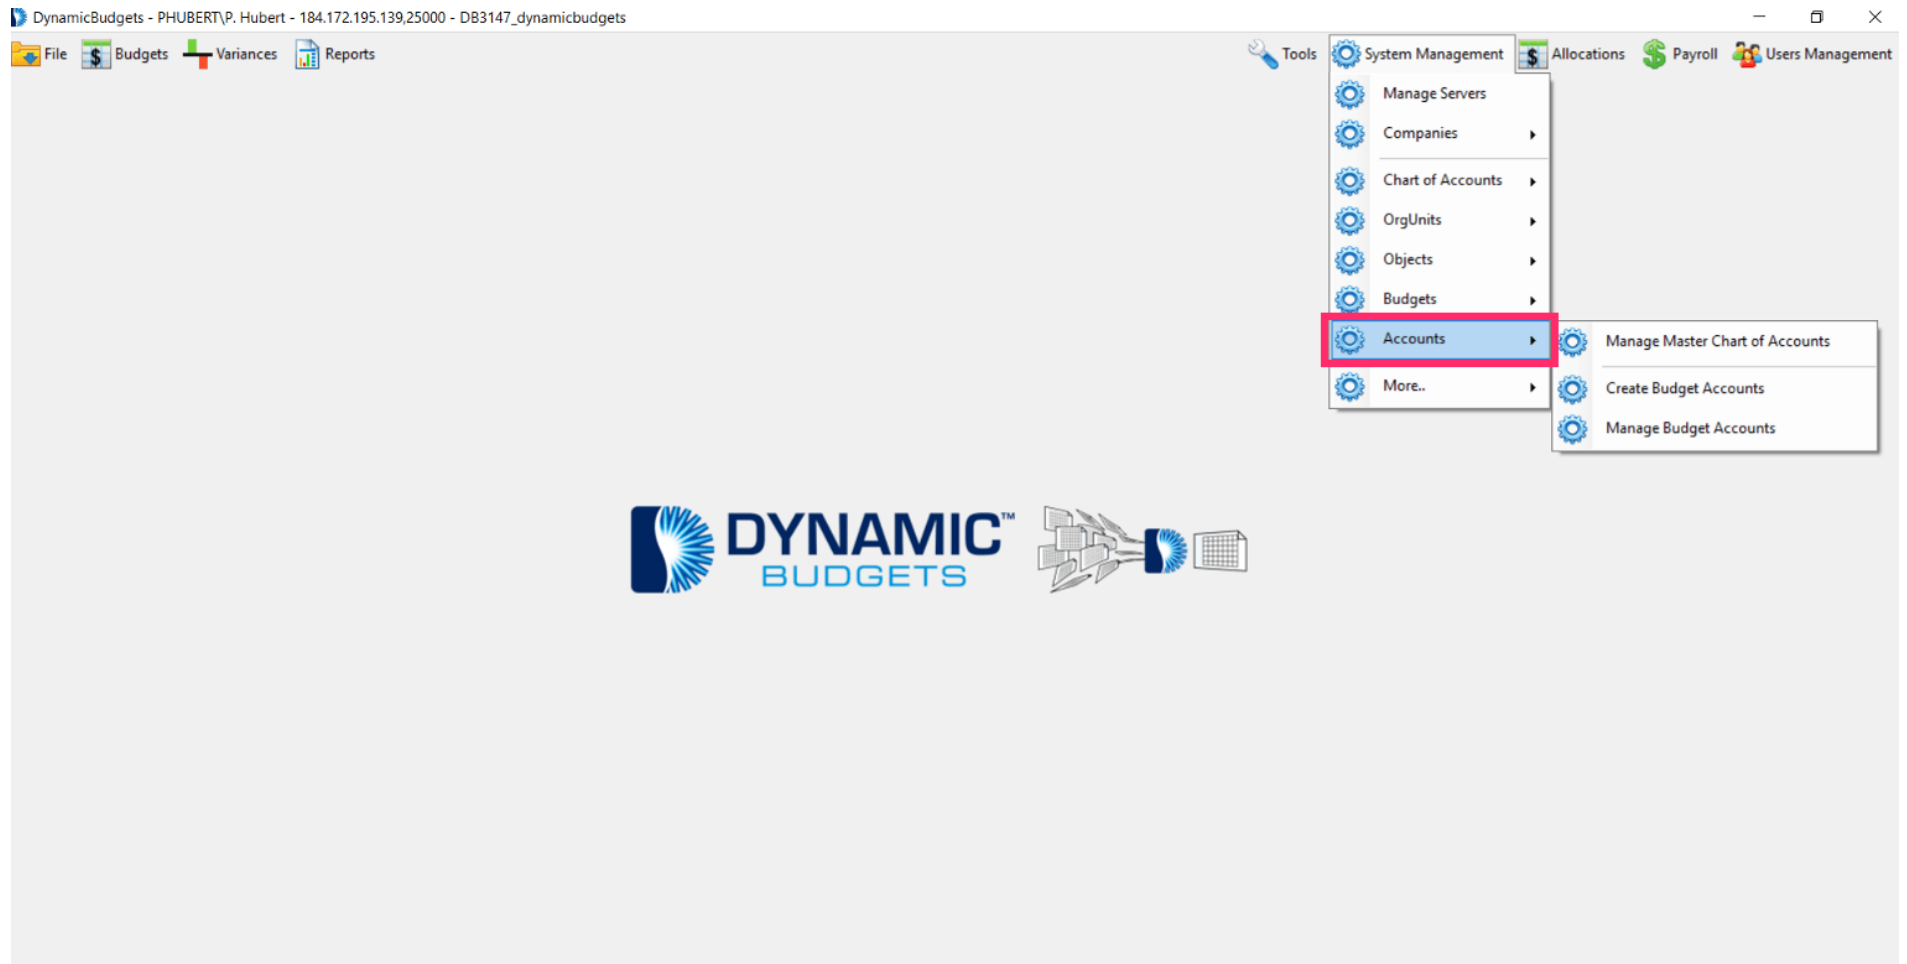 DynamicBudgets - PHUBERT\P. Hubert - 184.172.195.139,25000 - DB3147_dynamicbudgets
File Budgets Variances Reports Tools System Management Allocations Payroll Users Management
Manage Servers
Companies
Chart of Accounts
OrgUnits
Objects
Budgets
Accounts
More..
Manage Master Chart of Accounts
Create Budget Accounts
Manage Budget Accounts
DYNAMIC™
BUDGETS